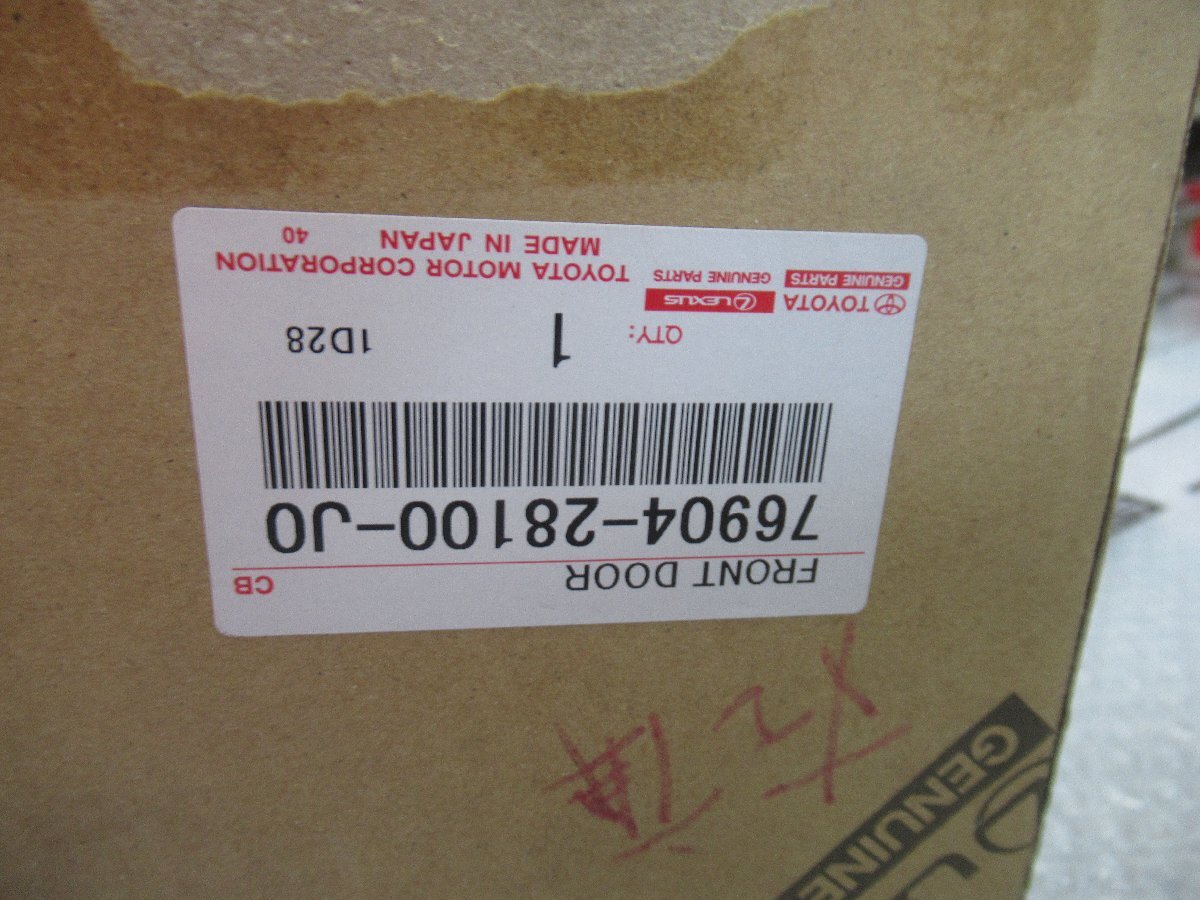 FRONT DOOR CB
76904-28100-J0
QTY: 1 1D28
TOYOTA LEXUS TOYOTA MOTOR CORPORATION
GENUINE PARTS GENUINE PARTS MADE IN JAPAN 40
GENUINE